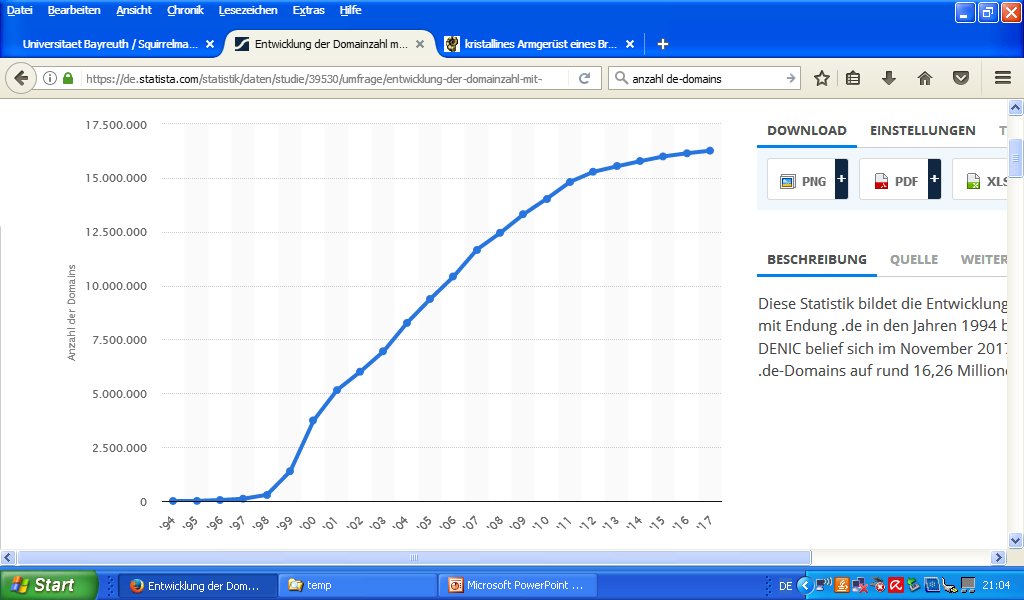 Datei Bearbeiten Ansicht Chronik Lesezeichen Extras Hilfe
Universitaet Bayreuth / Squirrelma... Entwicklung der Domainzahl m... kristallines Armgerüst eines Br...
https://de.statista.com/statistik/daten/studie/39530/umfrage/entwicklung-der-domainzahl-mit- anzahl de-domains
17.500.000
15.000.000
12.500.000
10.000.000
7.500.000
5.000.000
2.500.000
0
Anzahl der Domains
'94 '95 '96 '97 '98 '99 '00 '01 '02 '03 '04 '05 '06 '07 '08 '09 '10 '11 '12 '13 '14 '15 '16 '17
DOWNLOAD EINSTELLUNGEN T
PNG + PDF + XLS
BESCHREIBUNG QUELLE WEITER
Diese Statistik bildet die Entwicklung
mit Endung .de in den Jahren 1994 b
DENIC belief sich im November 2017
.de-Domains auf rund 16,26 Millione
Start Entwicklung der Dom... temp Microsoft PowerPoint ... DE 21:04